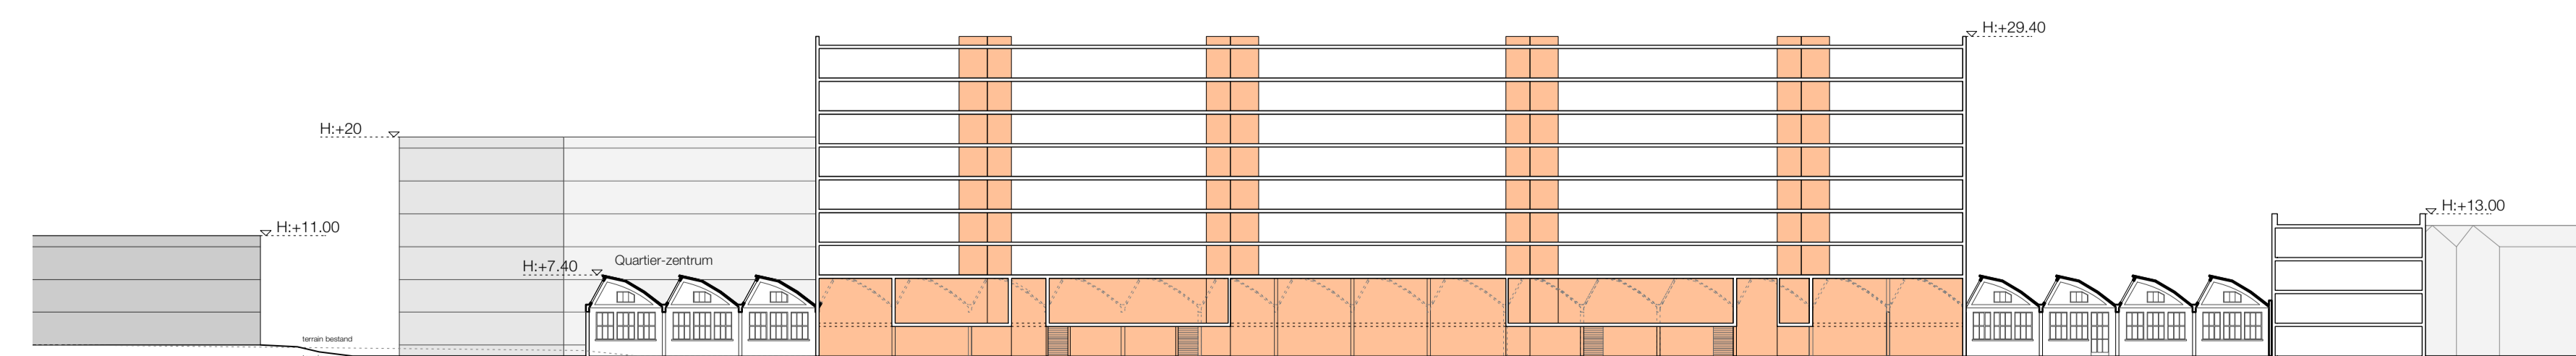 H:+29.40
H:+20
H:+13.00
H:+11.00
Quartier-zentrum
H:+7.40
terrain bestand